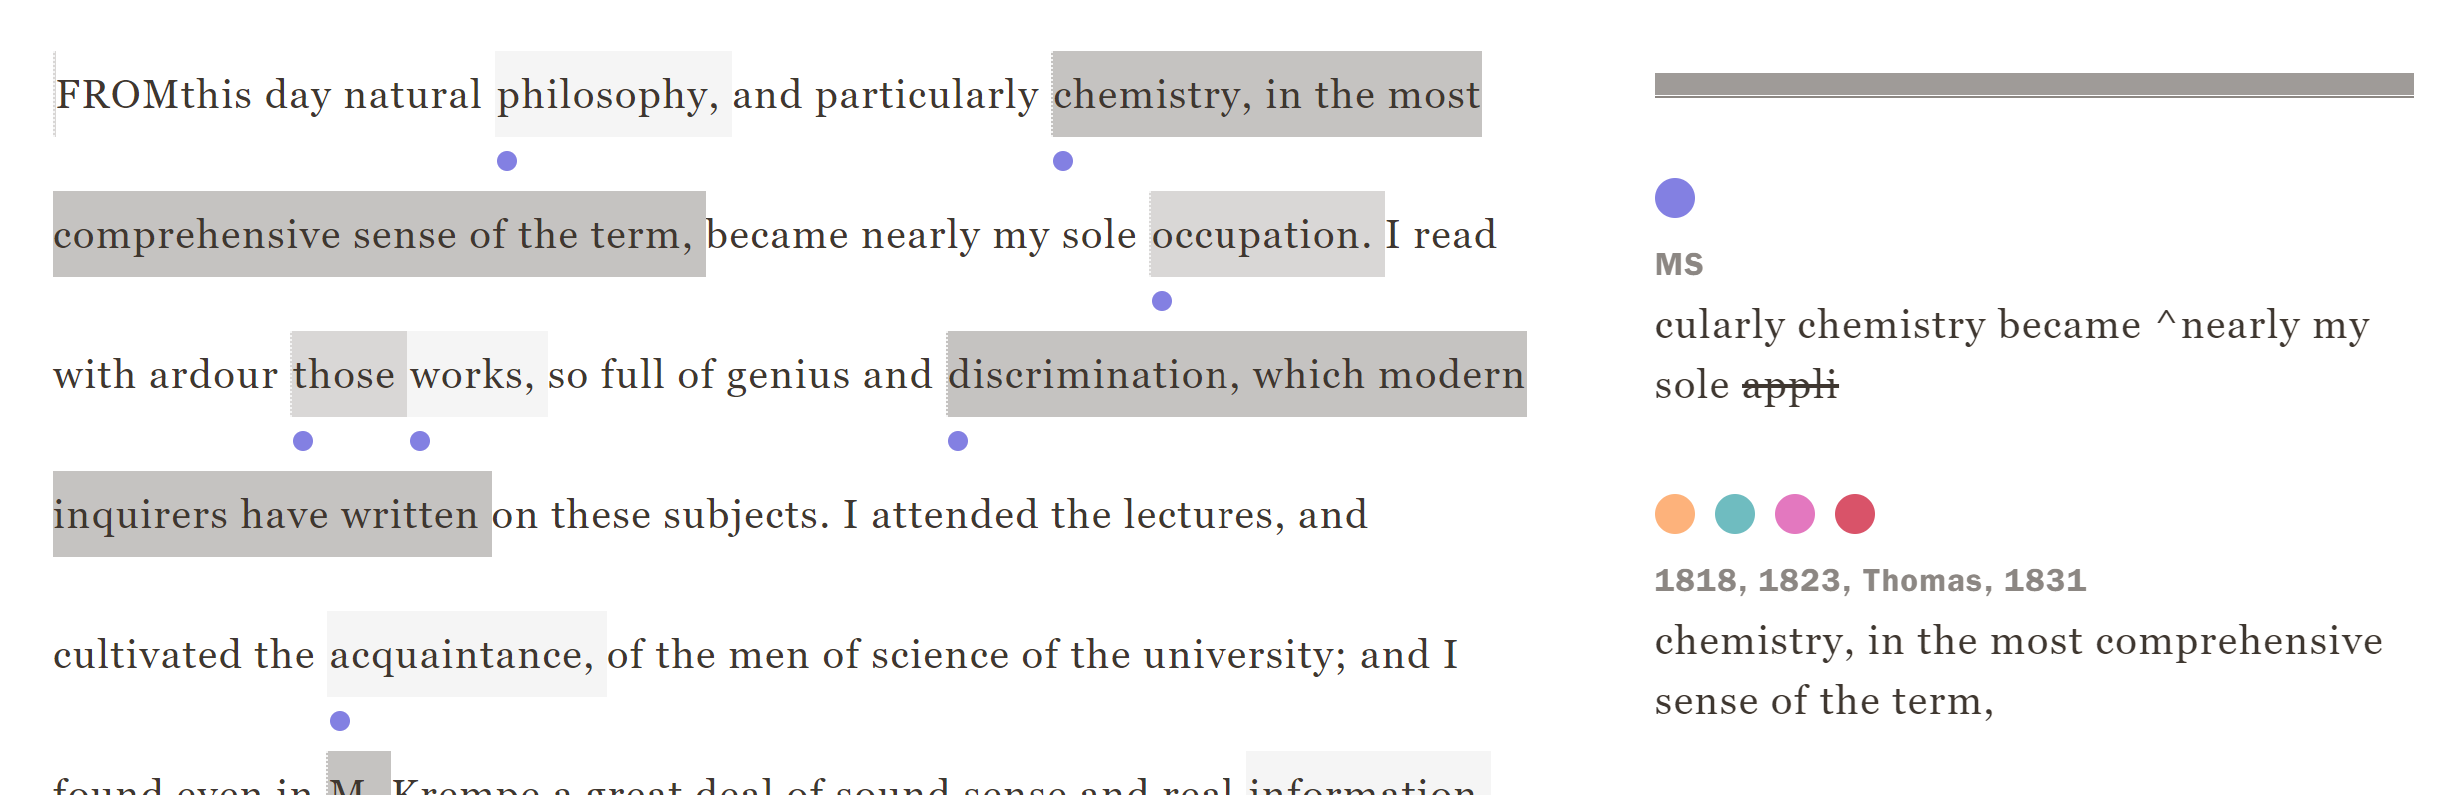 FROMthis day natural philosophy, and particularly chemistry, in the most
comprehensive sense of the term, became nearly my sole occupation. I read
with ardour those works, so full of genius and discrimination, which modern
inquirers have written on these subjects. I attended the lectures, and
cultivated the acquaintance, of the men of science of the university; and I
found even in M. Krempe a great deal of sound sense and real information,
MS
cularly chemistry became ^nearly my
sole appli
1818, 1823, Thomas, 1831
chemistry, in the most comprehensive
sense of the term,